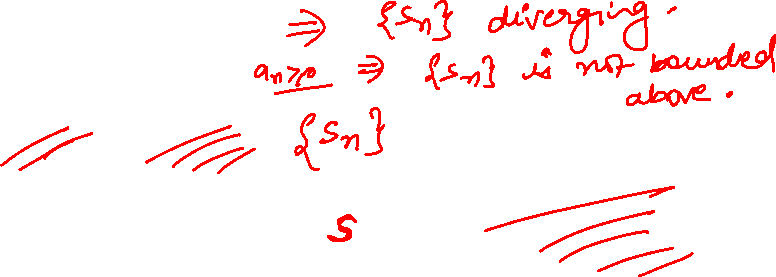 ⇒ {Sn} diverging.
an≥0 ⇒ {Sn} is not bounded
above.
{Sn}
S